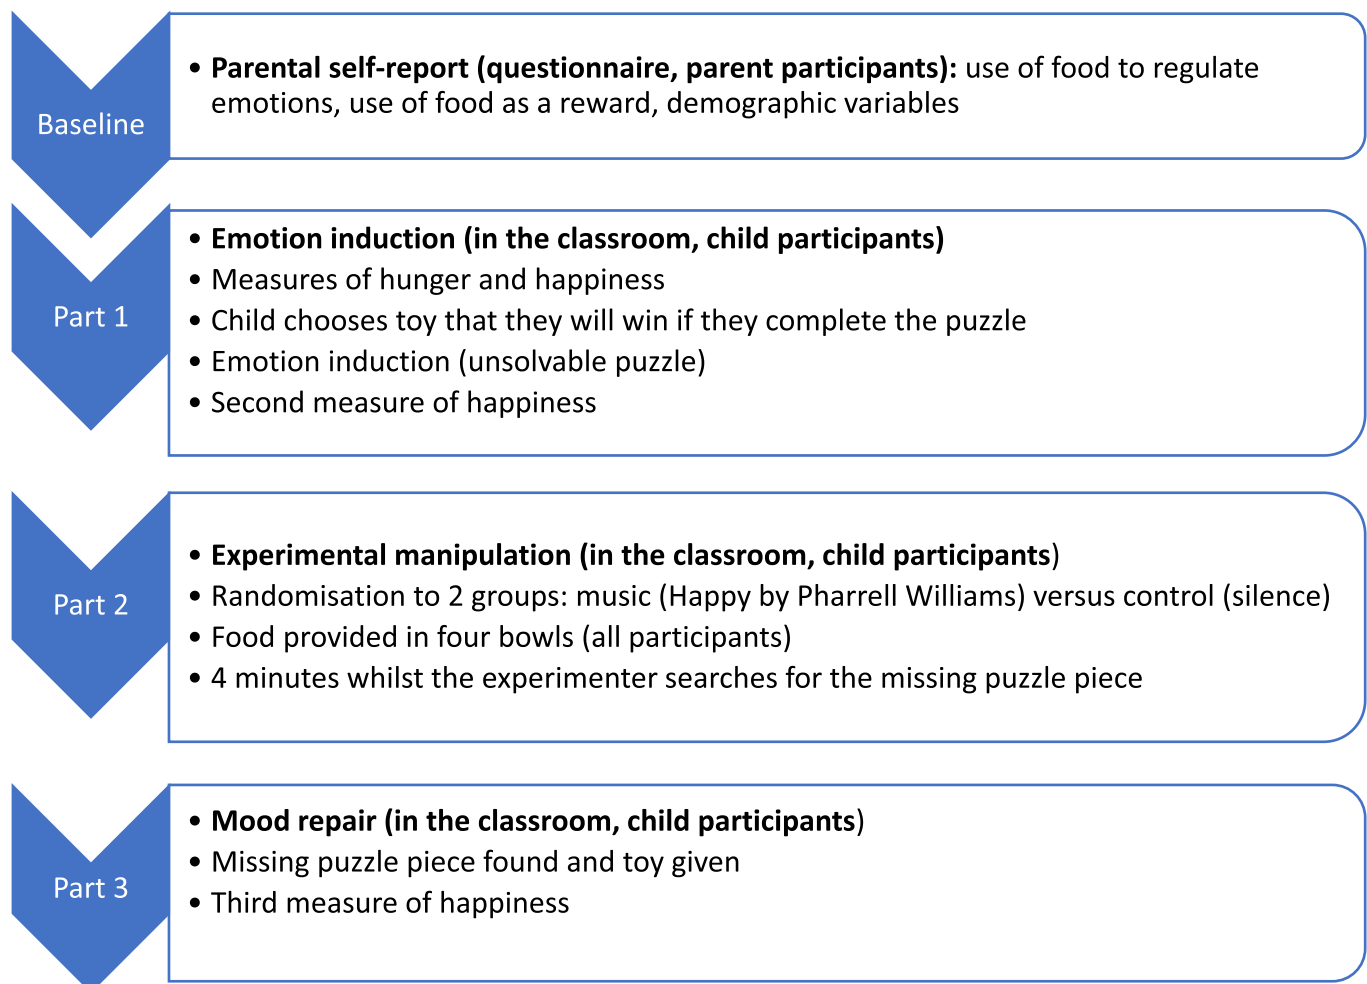 Baseline
• Parental self-report (questionnaire, parent participants): use of food to regulate
emotions, use of food as a reward, demographic variables
Part 1
• Emotion induction (in the classroom, child participants)
• Measures of hunger and happiness
• Child chooses toy that they will win if they complete the puzzle
• Emotion induction (unsolvable puzzle)
• Second measure of happiness
Part 2
• Experimental manipulation (in the classroom, child participants)
• Randomisation to 2 groups: music (Happy by Pharrell Williams) versus control (silence)
• Food provided in four bowls (all participants)
• 4 minutes whilst the experimenter searches for the missing puzzle piece
Part 3
• Mood repair (in the classroom, child participants)
• Missing puzzle piece found and toy given
• Third measure of happiness